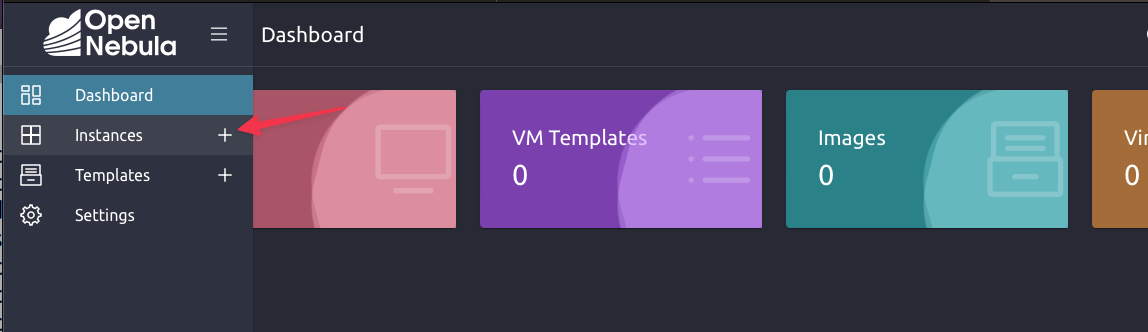 Open
Nebula
Dashboard
Dashboard
Instances
Templates
Settings
VM Templates
0
Images
0
0